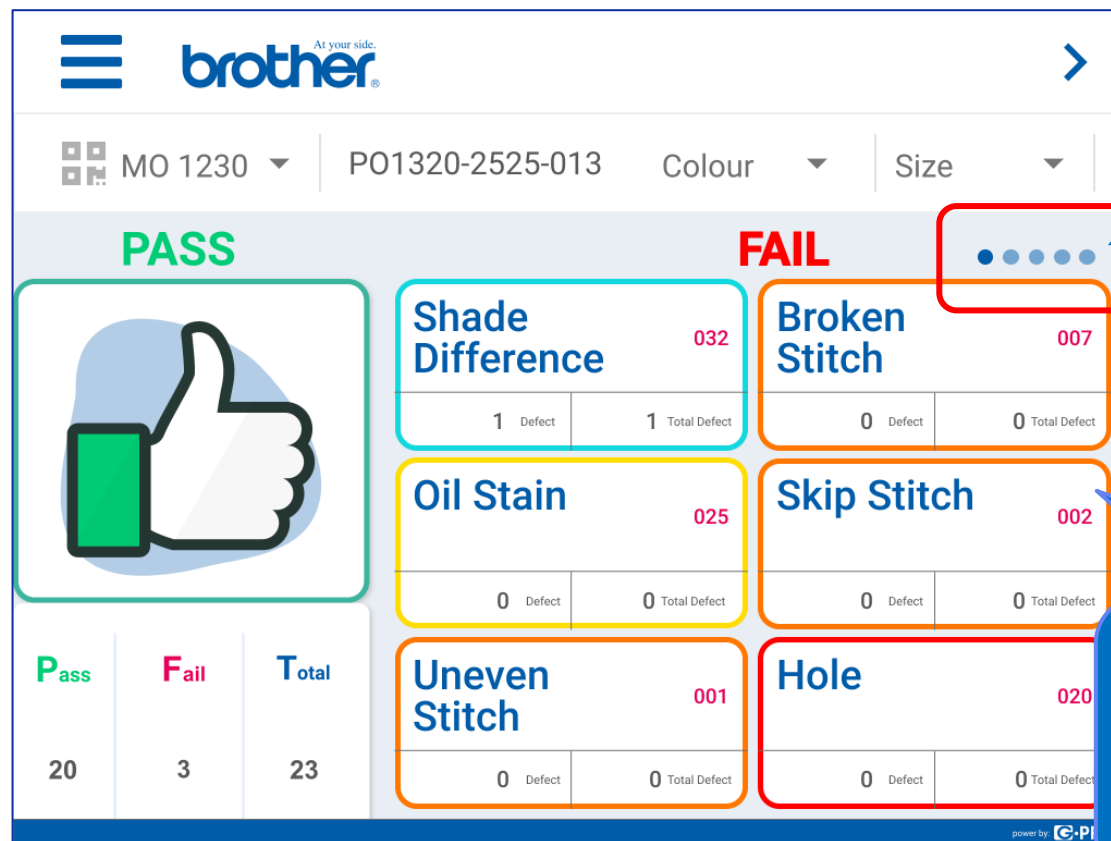 At your side.
brother®
MO 1230
PO1320-2525-013
Colour
Size
PASS
FAIL
Shade
Difference
032
1 Defect
1 Total Defect
Broken
Stitch
007
0 Defect
0 Total Defect
Oil Stain
025
0 Defect
0 Total Defect
Skip Stitch
002
0 Defect
0 Total Defect
Uneven
Stitch
001
0 Defect
0 Total Defect
Hole
020
0 Defect
0 Total Defect
Pass
Fail
Total
20
3
23
power by: